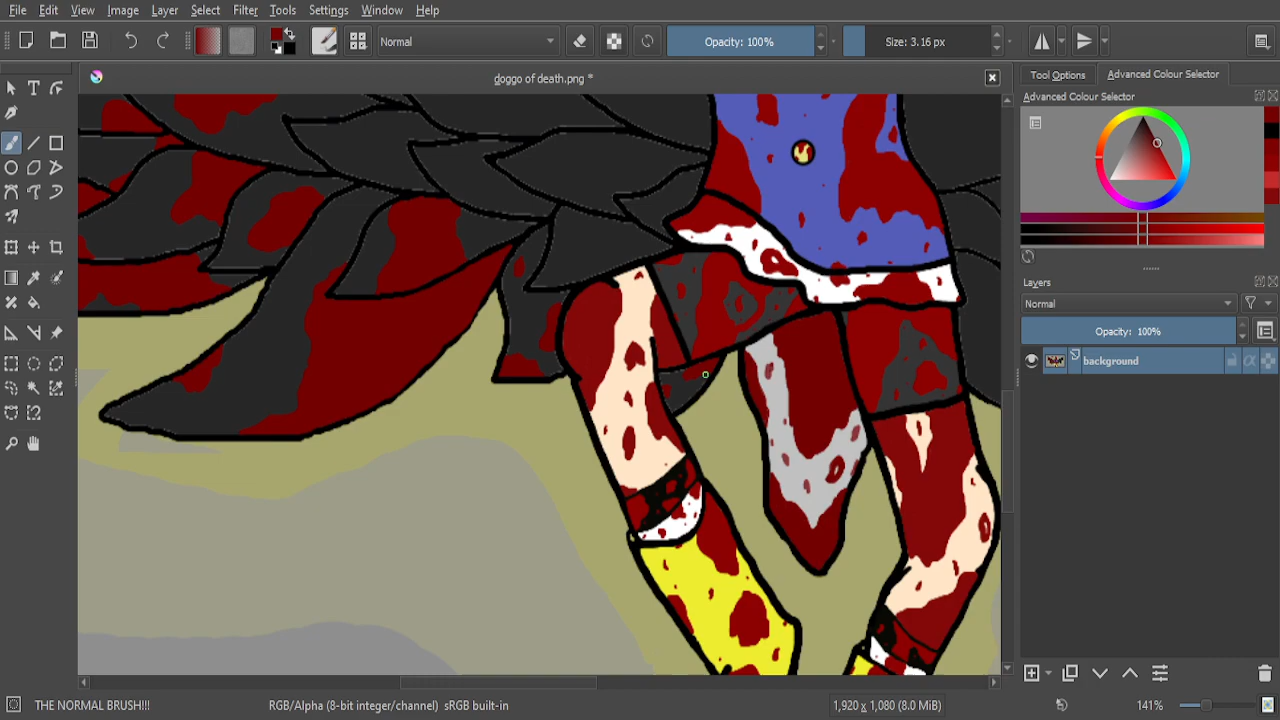 File Edit View Image Layer Select Filter Tools Settings Window Help
Normal Opacity: 100% Size: 3.16 px
doggo of death.png * Tool Options Advanced Colour Selector
Advanced Colour Selector
Layers
Normal
Opacity: 100%
background
THE NORMAL BRUSH!!! RGB/Alpha (8-bit integer/channel) sRGB built-in 1,920 x 1,080 (8.0 MiB) 141%